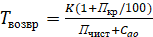 Tвозвр = K(1+Пкр/100) / Пчист+Сао